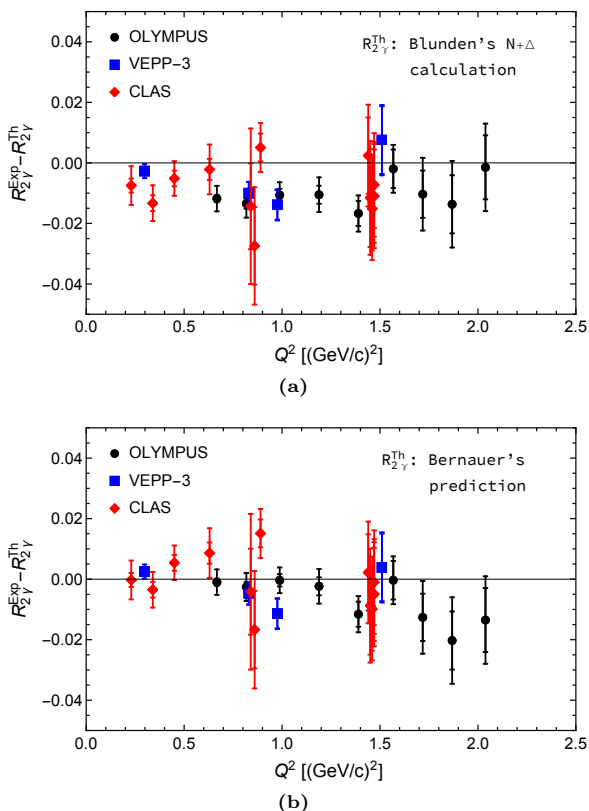 (a)
OLYMPUS
VEPP-3
CLAS
R₂γᵀʰ: Blunden's N+Δ
calculation
R₂γᴱˣᵖ−R₂γᵀʰ
0.04
0.02
0.00
−0.02
−0.04
0.0 0.5 1.0 1.5 2.0 2.5
Q² [(GeV/c)²]
(a)
OLYMPUS
VEPP-3
CLAS
R₂γᵀʰ: Bernauer's
prediction
R₂γᴱˣᵖ−R₂γᵀʰ
0.04
0.02
0.00
−0.02
−0.04
0.0 0.5 1.0 1.5 2.0 2.5
Q² [(GeV/c)²]
(b)